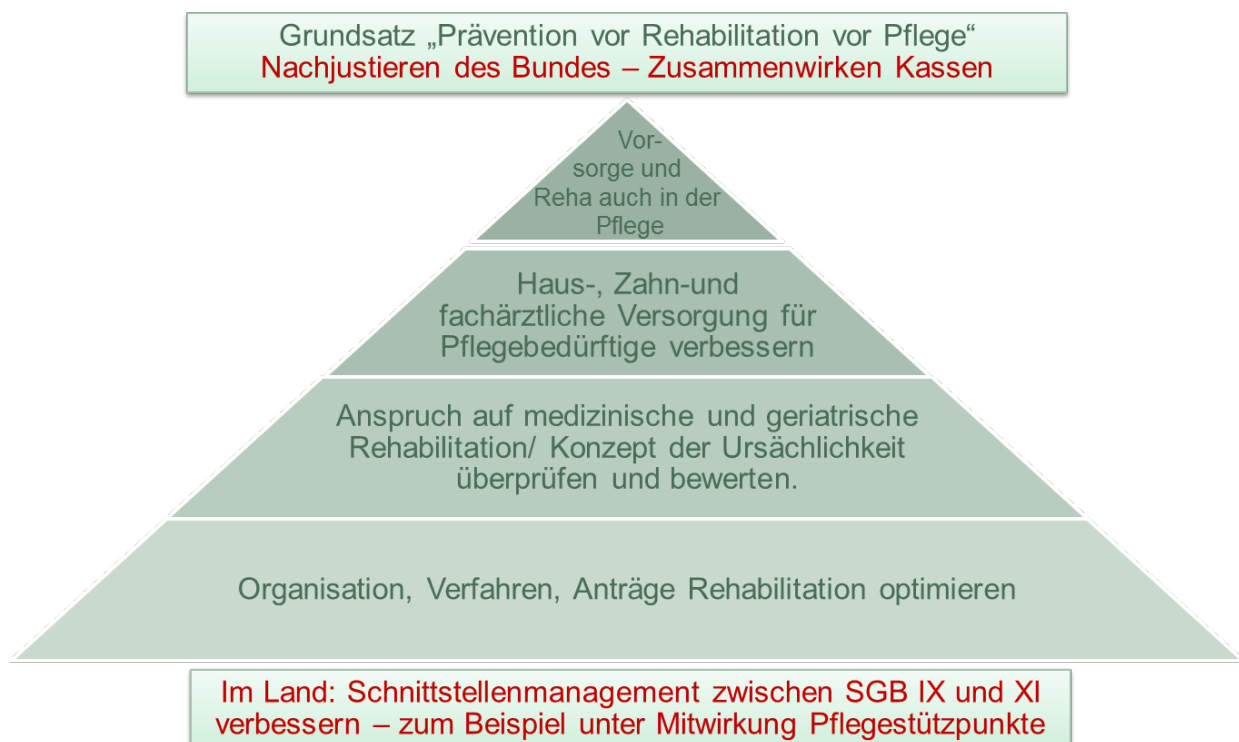 Grundsatz „Prävention vor Rehabilitation vor Pflege“
Nachjustieren des Bundes – Zusammenwirken Kassen
Vor-
sorge und
Reha auch in der
Pflege
Haus-, Zahn-und
fachärztliche Versorgung für
Pflegebedürftige verbessern
Anspruch auf medizinische und geriatrische
Rehabilitation/ Konzept der Ursächlichkeit
überprüfen und bewerten.
Organisation, Verfahren, Anträge Rehabilitation optimieren
Im Land: Schnittstellenmanagement zwischen SGB IX und XI
verbessern – zum Beispiel unter Mitwirkung Pflegestützpunkte